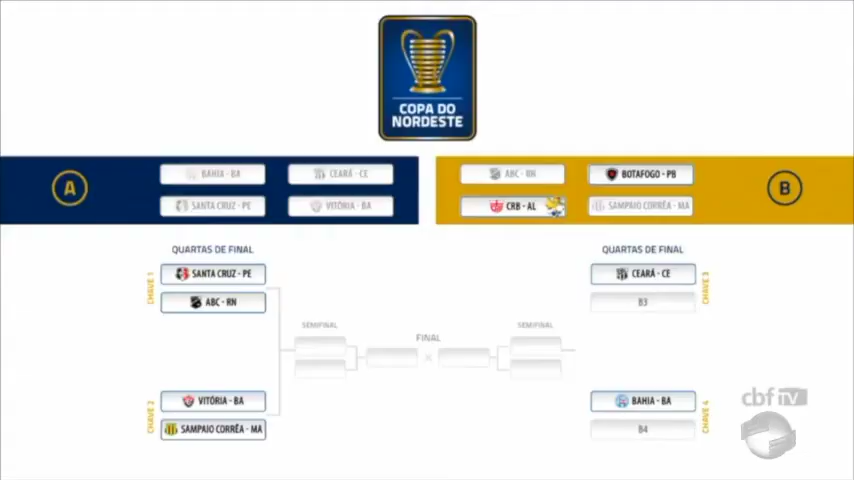 COPA DO
NORDESTE
A
BAHIA - BA
CEARÁ - CE
SANTA CRUZ - PE
VITÓRIA - BA
ABC - RN
BOTAFOGO - PB
CRB - AL
SAMPAIO CORRÊA - MA
B
QUARTAS DE FINAL
CHAVE 1
SANTA CRUZ - PE
ABC - RN
CHAVE 2
VITÓRIA - BA
SAMPAIO CORRÊA - MA
SEMIFINAL
FINAL
×
SEMIFINAL
QUARTAS DE FINAL
CEARÁ - CE
B3
CHAVE 3
BAHIA - BA
B4
CHAVE 4
cbf TV